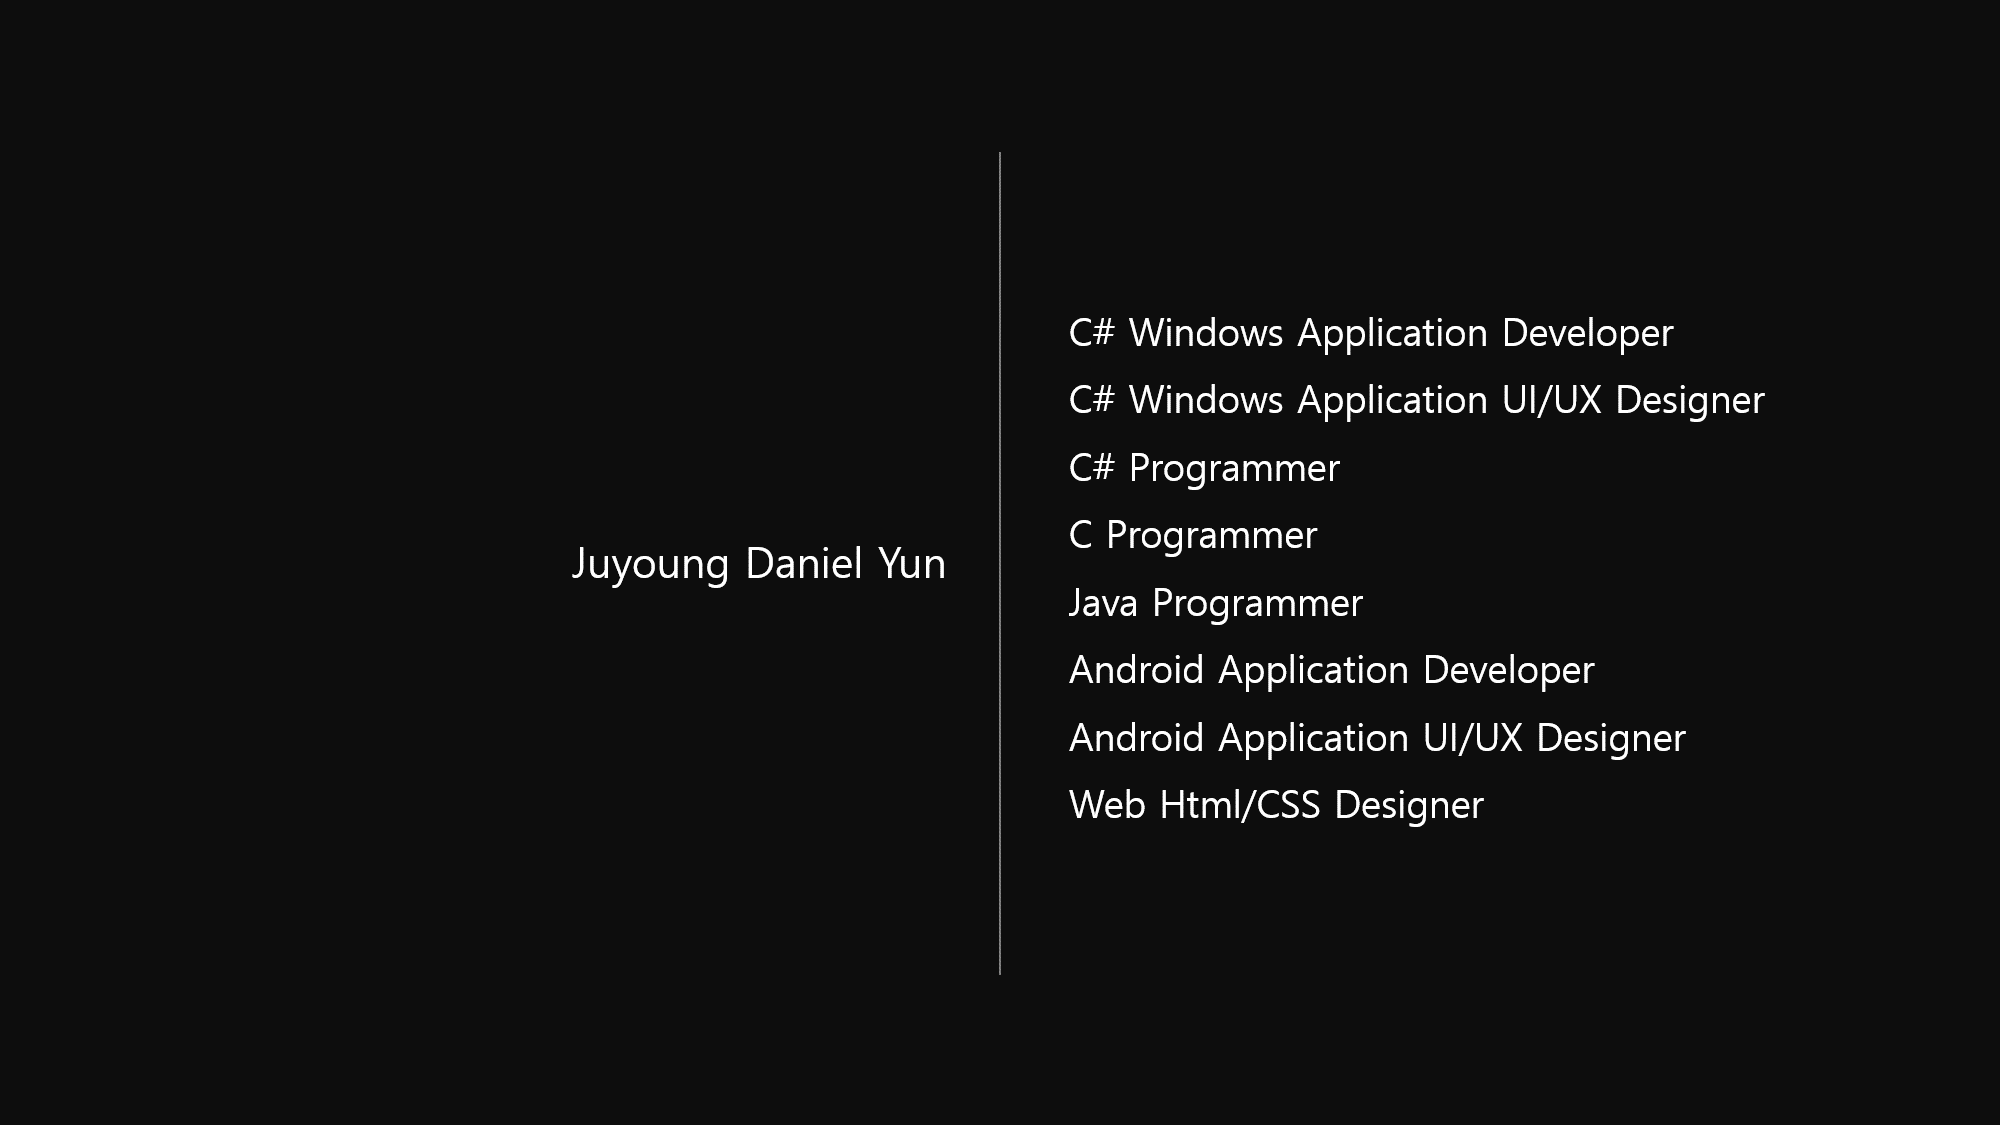 Juyoung Daniel Yun
C# Windows Application Developer
C# Windows Application UI/UX Designer
C# Programmer
C Programmer
Java Programmer
Android Application Developer
Android Application UI/UX Designer
Web Html/CSS Designer